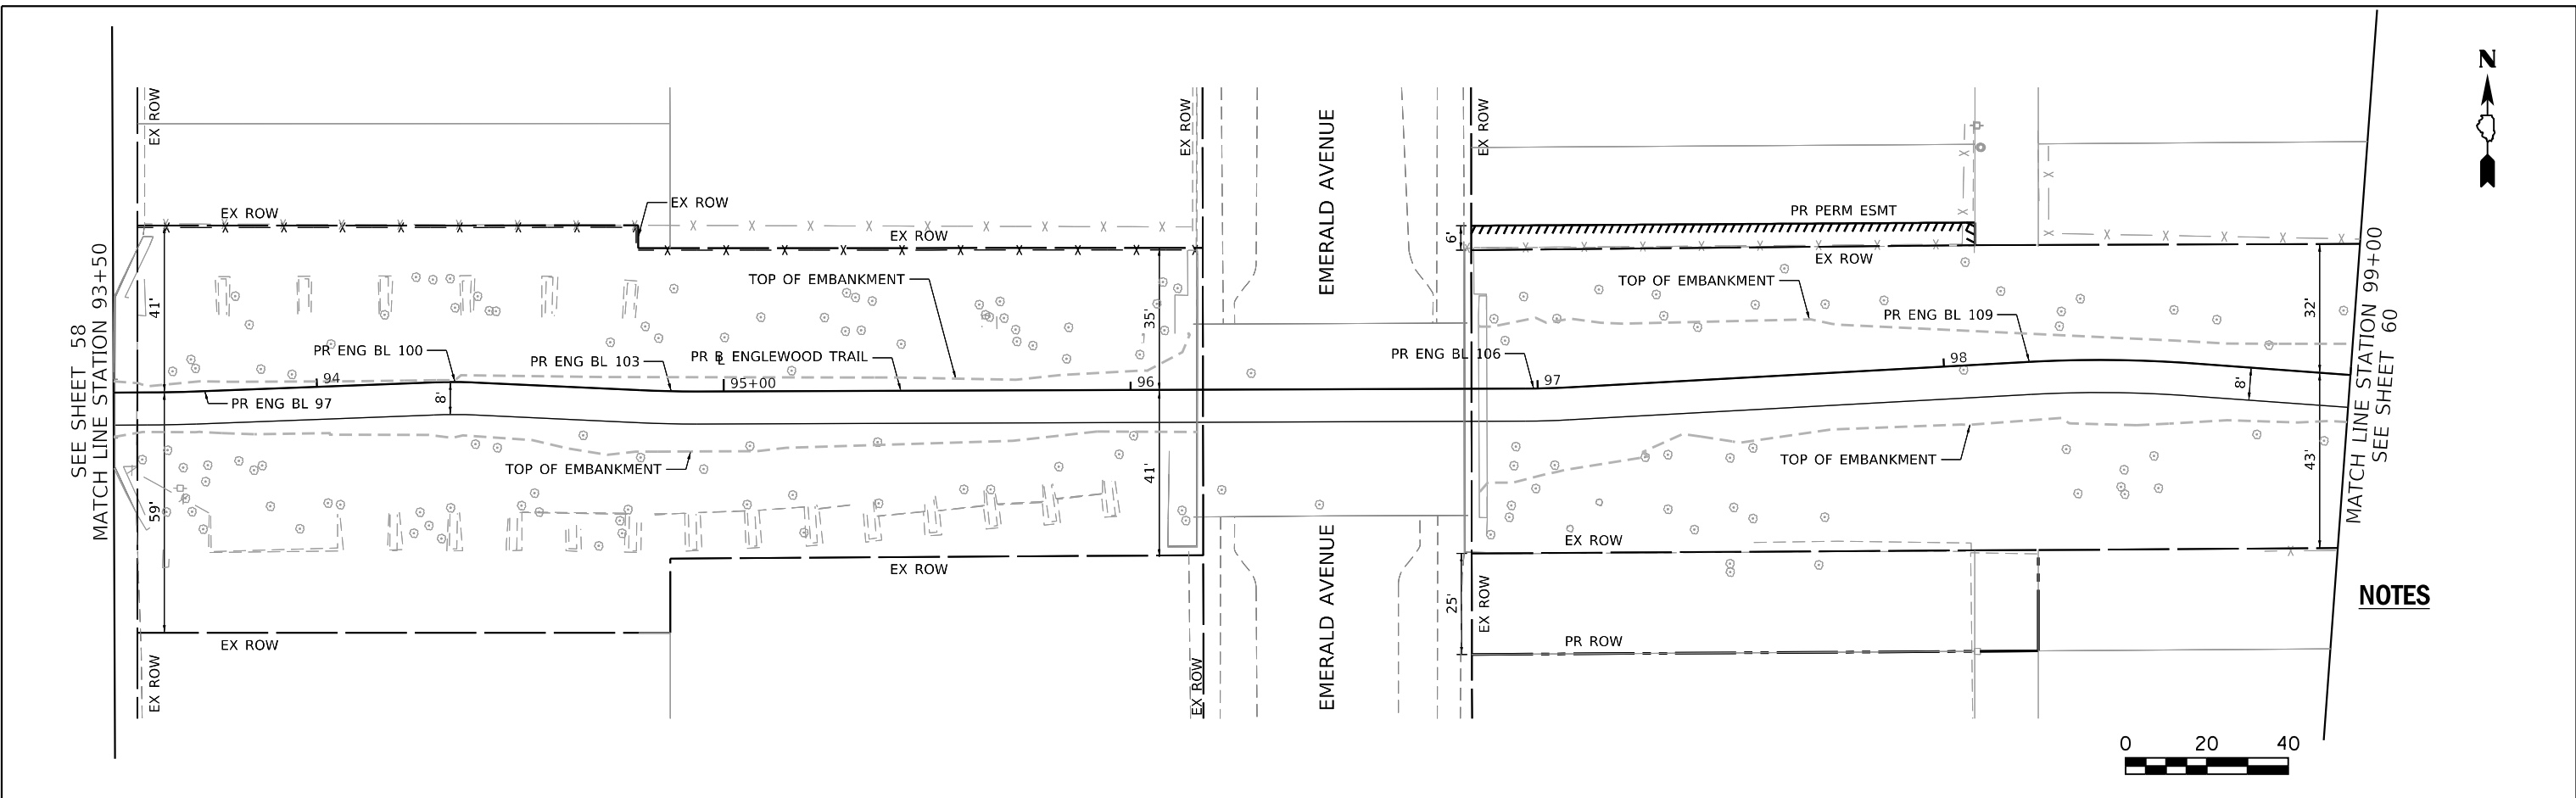 N
EX ROW
EX ROW
EMERALD AVENUE
EX ROW
EX ROW
EX ROW
EX ROW
PR PERM ESMT
6'
EX ROW
TOP OF EMBANKMENT
TOP OF EMBANKMENT
SEE SHEET 58
MATCH LINE STATION 93+50
41'
35'
32'
MATCH LINE STATION 99+00
SEE SHEET 60
PR ENG BL 109
PR ENG BL 100
PR ENG BL 103
PR BL ENGLEWOOD TRAIL
PR ENG BL 106
94
95+00
96
97
98
PR ENG BL 97
8'
8'
TOP OF EMBANKMENT
TOP OF EMBANKMENT
59'
41'
43'
EX ROW
EX ROW
EMERALD AVENUE
25'
EX ROW
NOTES
EX ROW
PR ROW
EX ROW
EX ROW
0 20 40